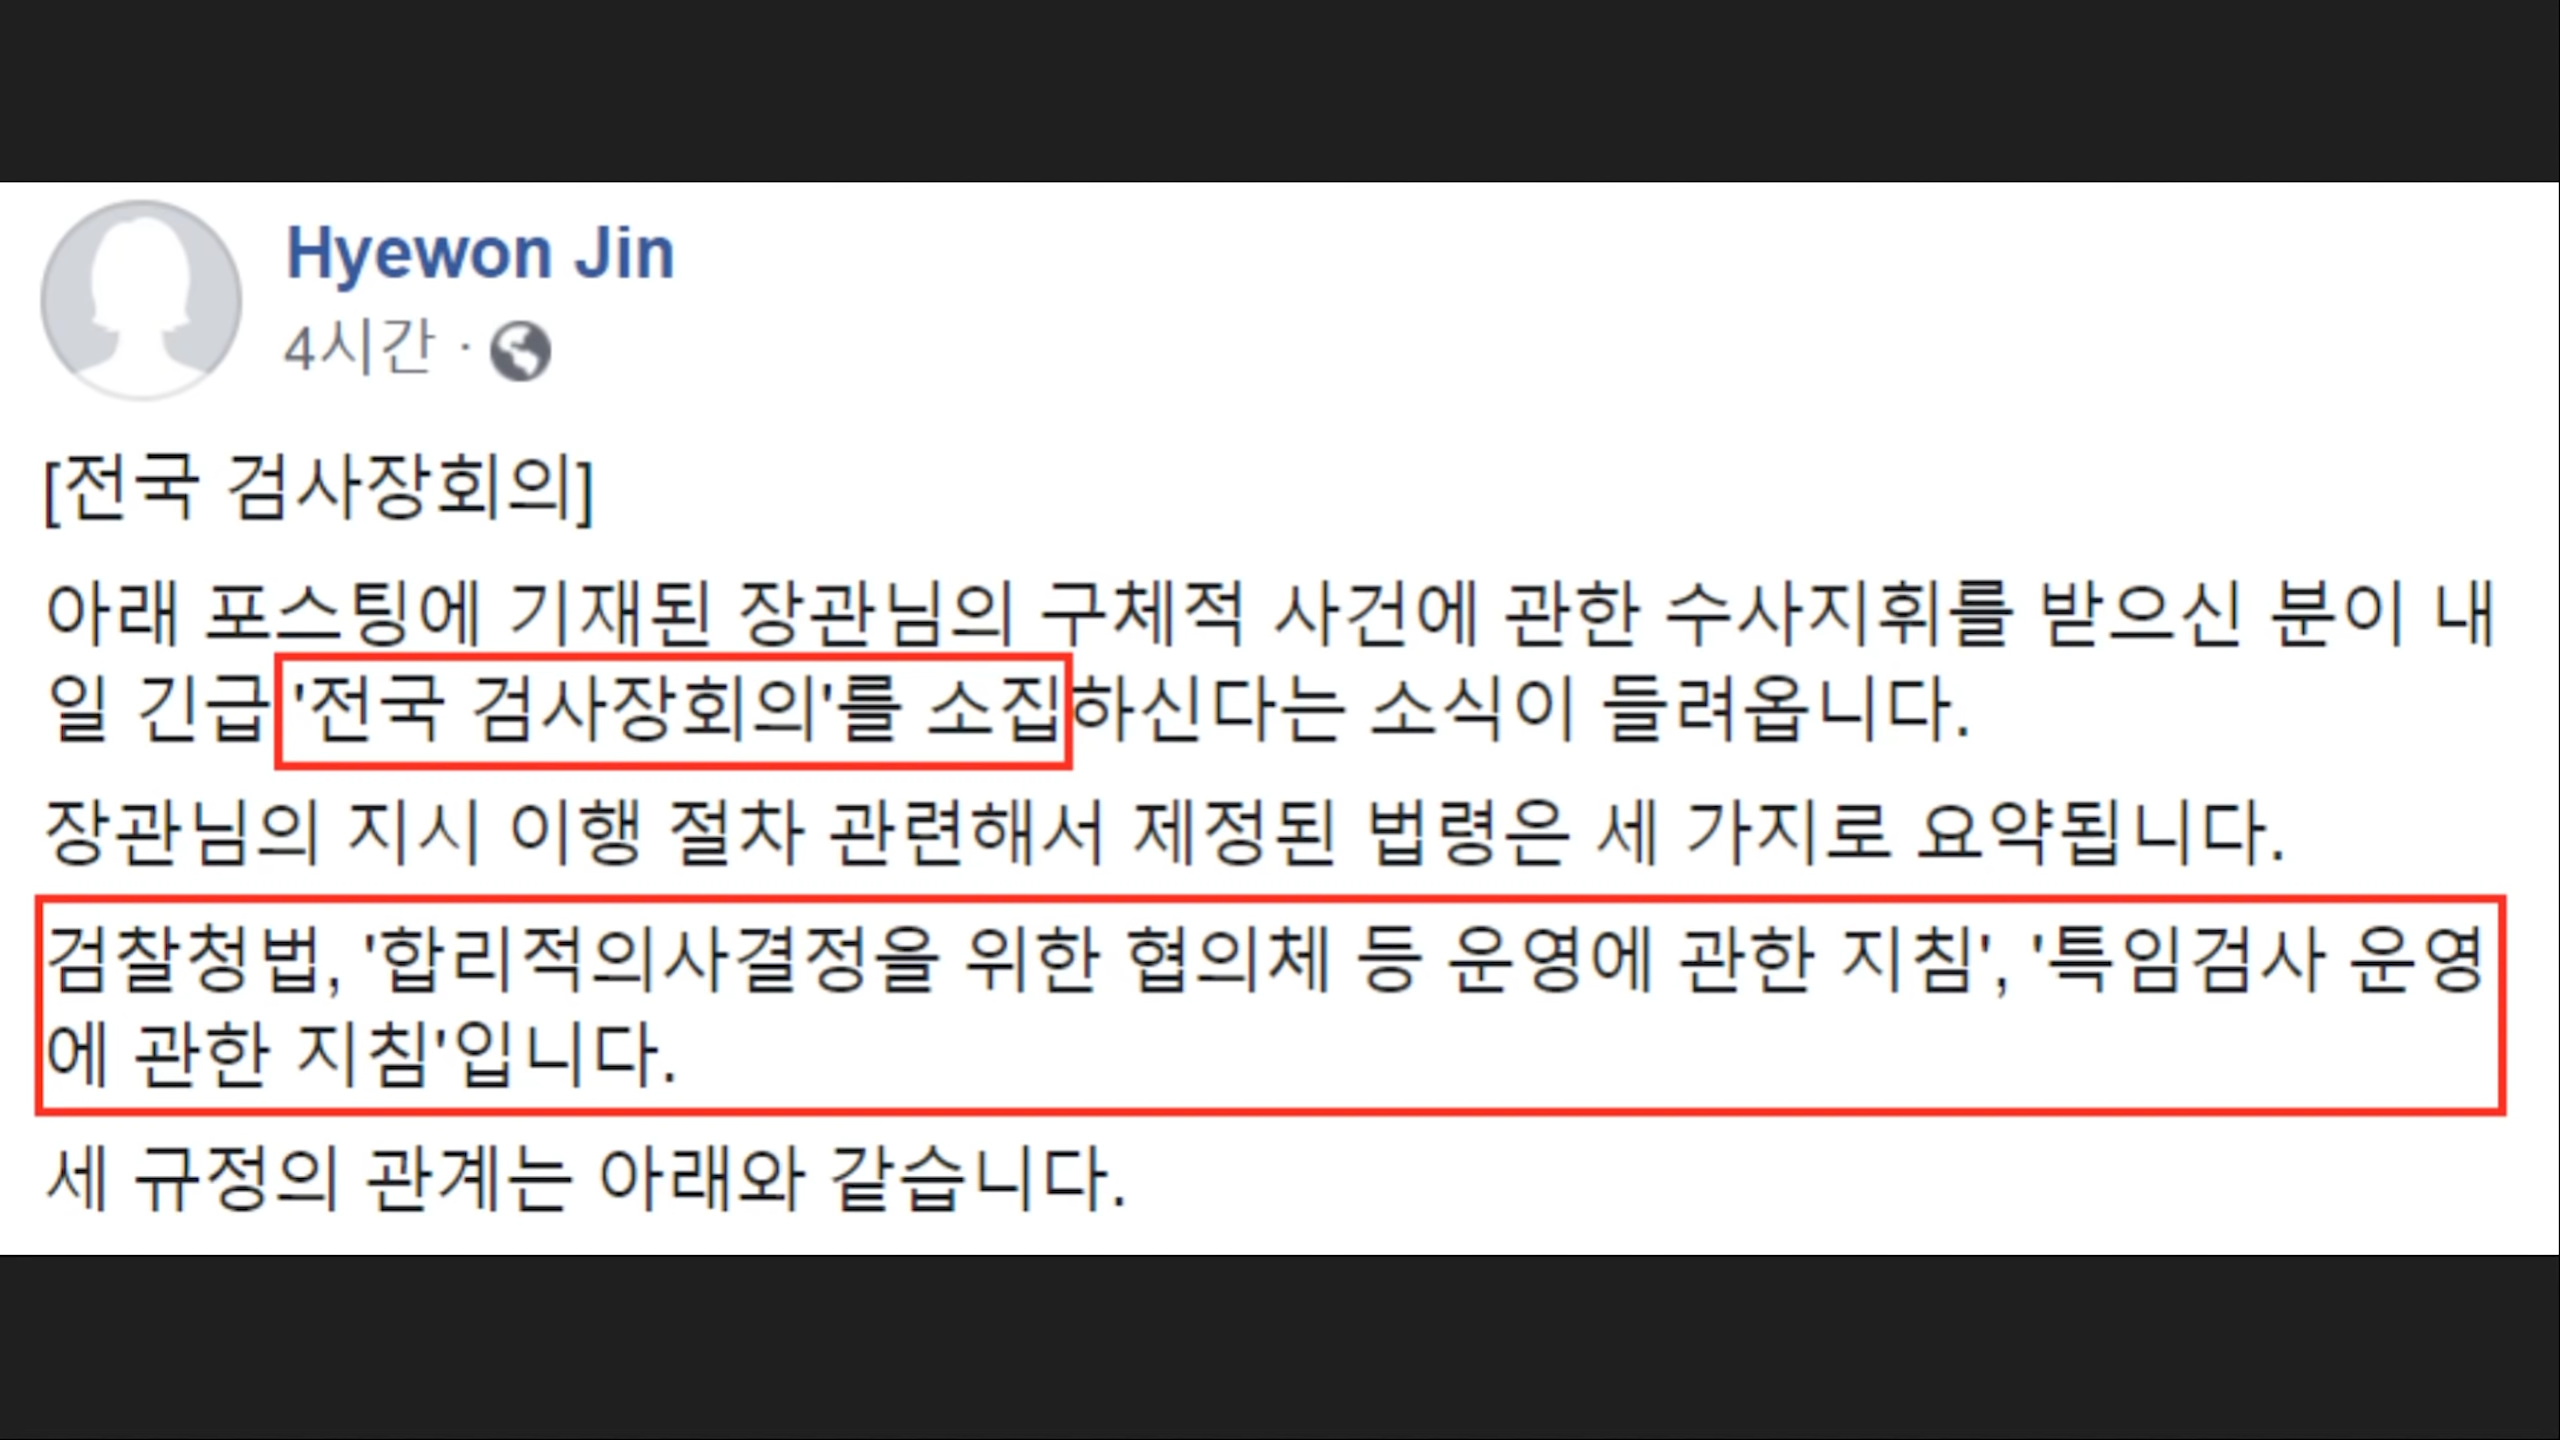 Hyewon Jin
4시간 ·
[전국 검사장회의]
아래 포스팅에 기재된 장관님의 구체적 사건에 관한 수사지휘를 받으신 분이 내
일 긴급 '전국 검사장회의'를 소집하신다는 소식이 들려옵니다.
장관님의 지시 이행 절차 관련해서 제정된 법령은 세 가지로 요약됩니다.
검찰청법, '합리적의사결정을 위한 협의체 등 운영에 관한 지침', '특임검사 운영
에 관한 지침'입니다.
세 규정의 관계는 아래와 같습니다.